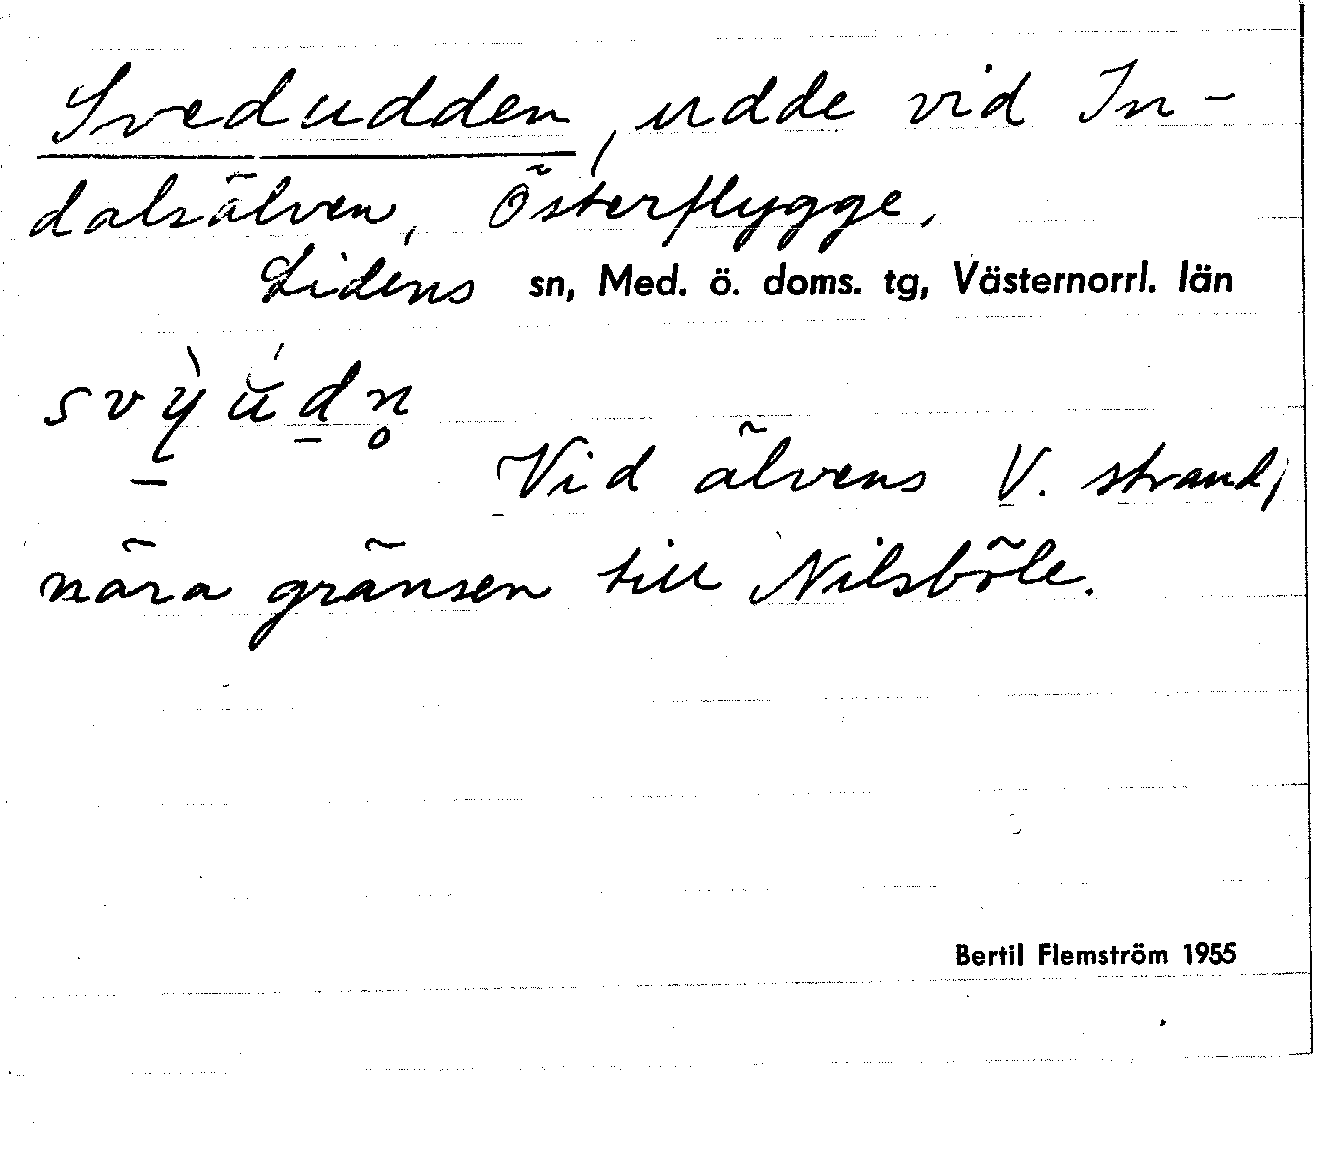 Svedudden, udde vid In-
dalsälven, Österflygge,
Lidens sn, Med. ö. doms. tg, Västernorrl. län
svỳ̠ŭ́d̠n̥
Vid älvens V. strand,
nära gränsen till Nilsböle.
Bertil Flemström 1955